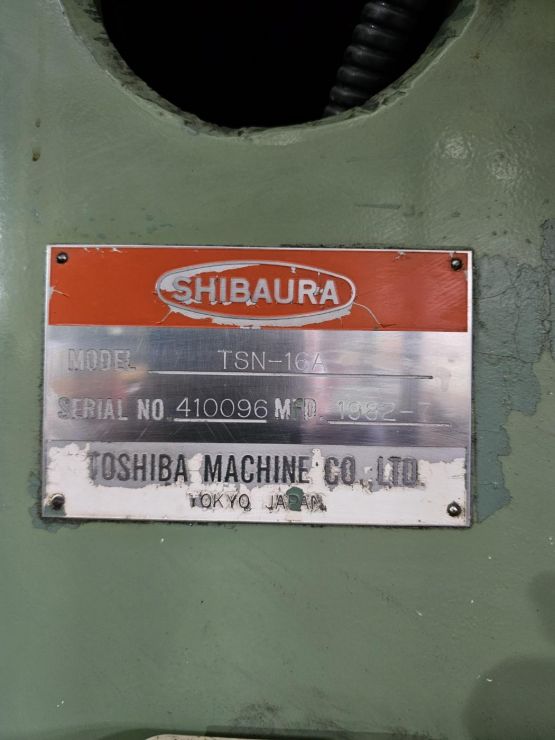 SHIBAURA
MODEL TSN-16A
SERIAL NO. 410096 MFD. 1982-7
TOSHIBA MACHINE CO.,LTD.
TOKYO JAPAN